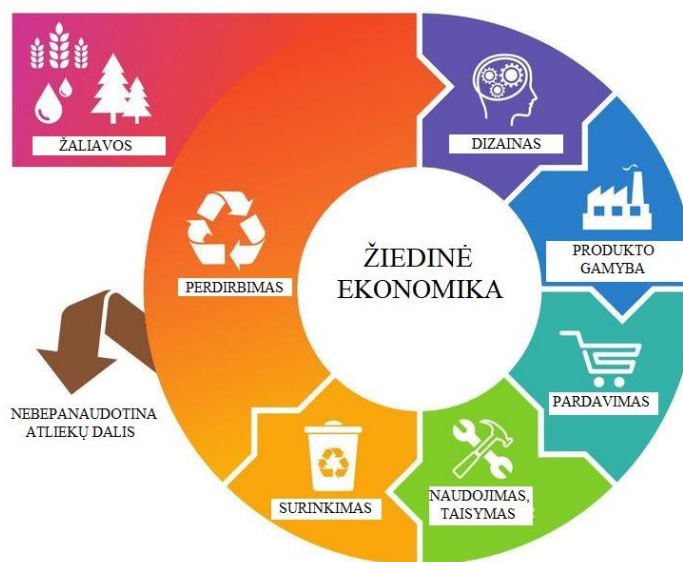 ŽALIAVOS
DIZAINAS
PRODUKTO
GAMYBA
PARDAVIMAS
NAUDOJIMAS,
TAISYMAS
SURINKIMAS
PERDIRBIMAS
NEBEPANAUDOTINA
ATLIEKŲ DALIS
ŽIEDINĖ
EKONOMIKA